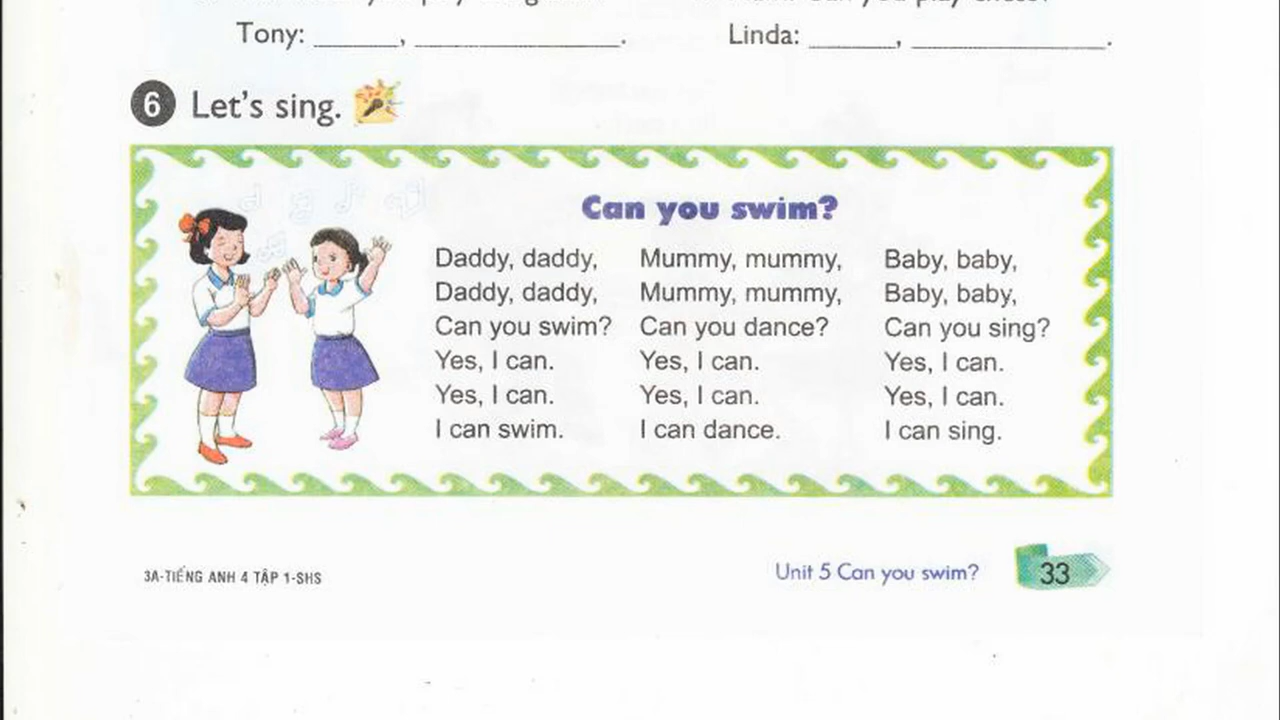 Tony: ______, ______________.
Linda: ______, ______________.
6 Let's sing.
Can you swim?
Daddy, daddy,
Daddy, daddy,
Can you swim?
Yes, I can.
Yes, I can.
I can swim.
Mummy, mummy,
Mummy, mummy,
Can you dance?
Yes, I can.
Yes, I can.
I can dance.
Baby, baby,
Baby, baby,
Can you sing?
Yes, I can.
Yes, I can.
I can sing.
3A-TIẾNG ANH 4 TẬP 1-SHS
Unit 5 Can you swim?
33